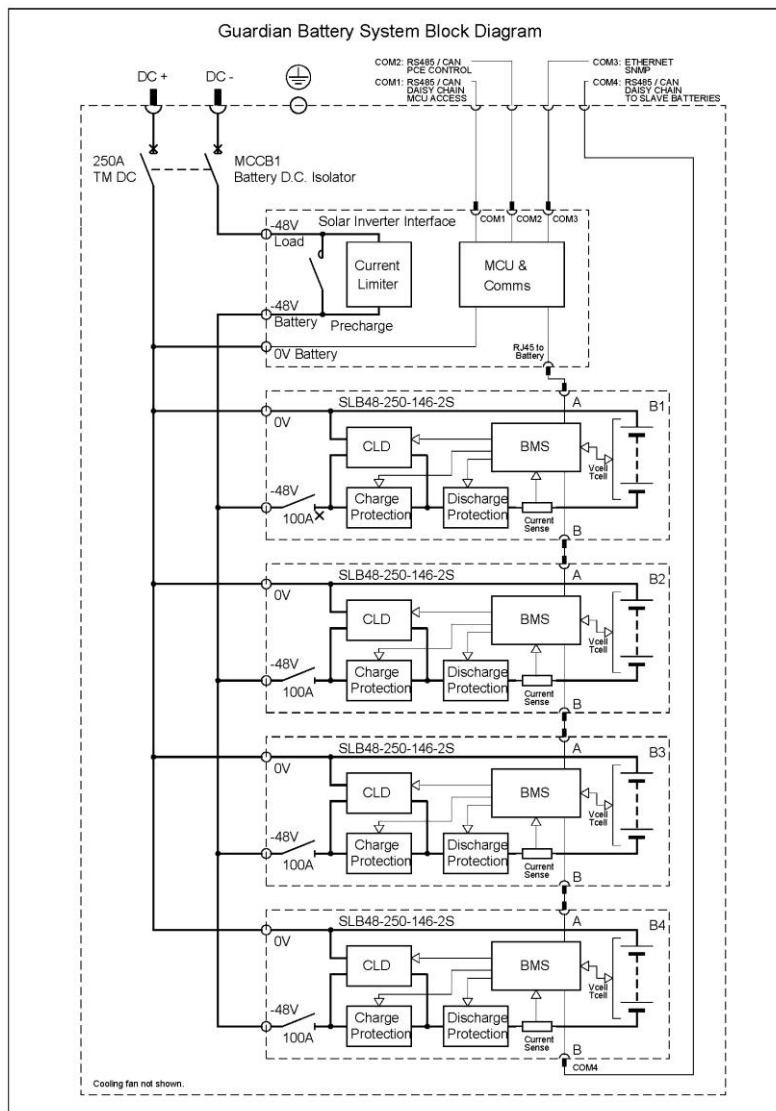 Guardian Battery System Block Diagram
COM2: RS485 / CAN
PCE CONTROL
COM1: RS485 / CAN
DAISY CHAIN
MCU ACCESS
COM3: ETHERNET
SNMP
COM4: RS485 / CAN
DAISY CHAIN
TO SLAVE BATTERIES
DC +
DC -
250A
TM DC
MCCB1
Battery D.C. Isolator
Solar Inverter Interface
COM1
COM2
COM3
-48V
Load
Current
Limiter
MCU &
Comms
-48V
Battery
Precharge
0V Battery
RJ45 to
Battery
SLB48-250-146-2S
A
B1
0V
CLD
BMS
Vcell
Tcell
-48V
100A
Charge
Protection
Discharge
Protection
Current
Sense
B
SLB48-250-146-2S
A
B2
0V
CLD
BMS
Vcell
Tcell
-48V
100A
Charge
Protection
Discharge
Protection
Current
Sense
B
SLB48-250-146-2S
A
B3
0V
CLD
BMS
Vcell
Tcell
-48V
100A
Charge
Protection
Discharge
Protection
Current
Sense
B
SLB48-250-146-2S
A
B4
0V
CLD
BMS
Vcell
Tcell
-48V
100A
Charge
Protection
Discharge
Protection
Current
Sense
B
COM4
Cooling fan not shown.